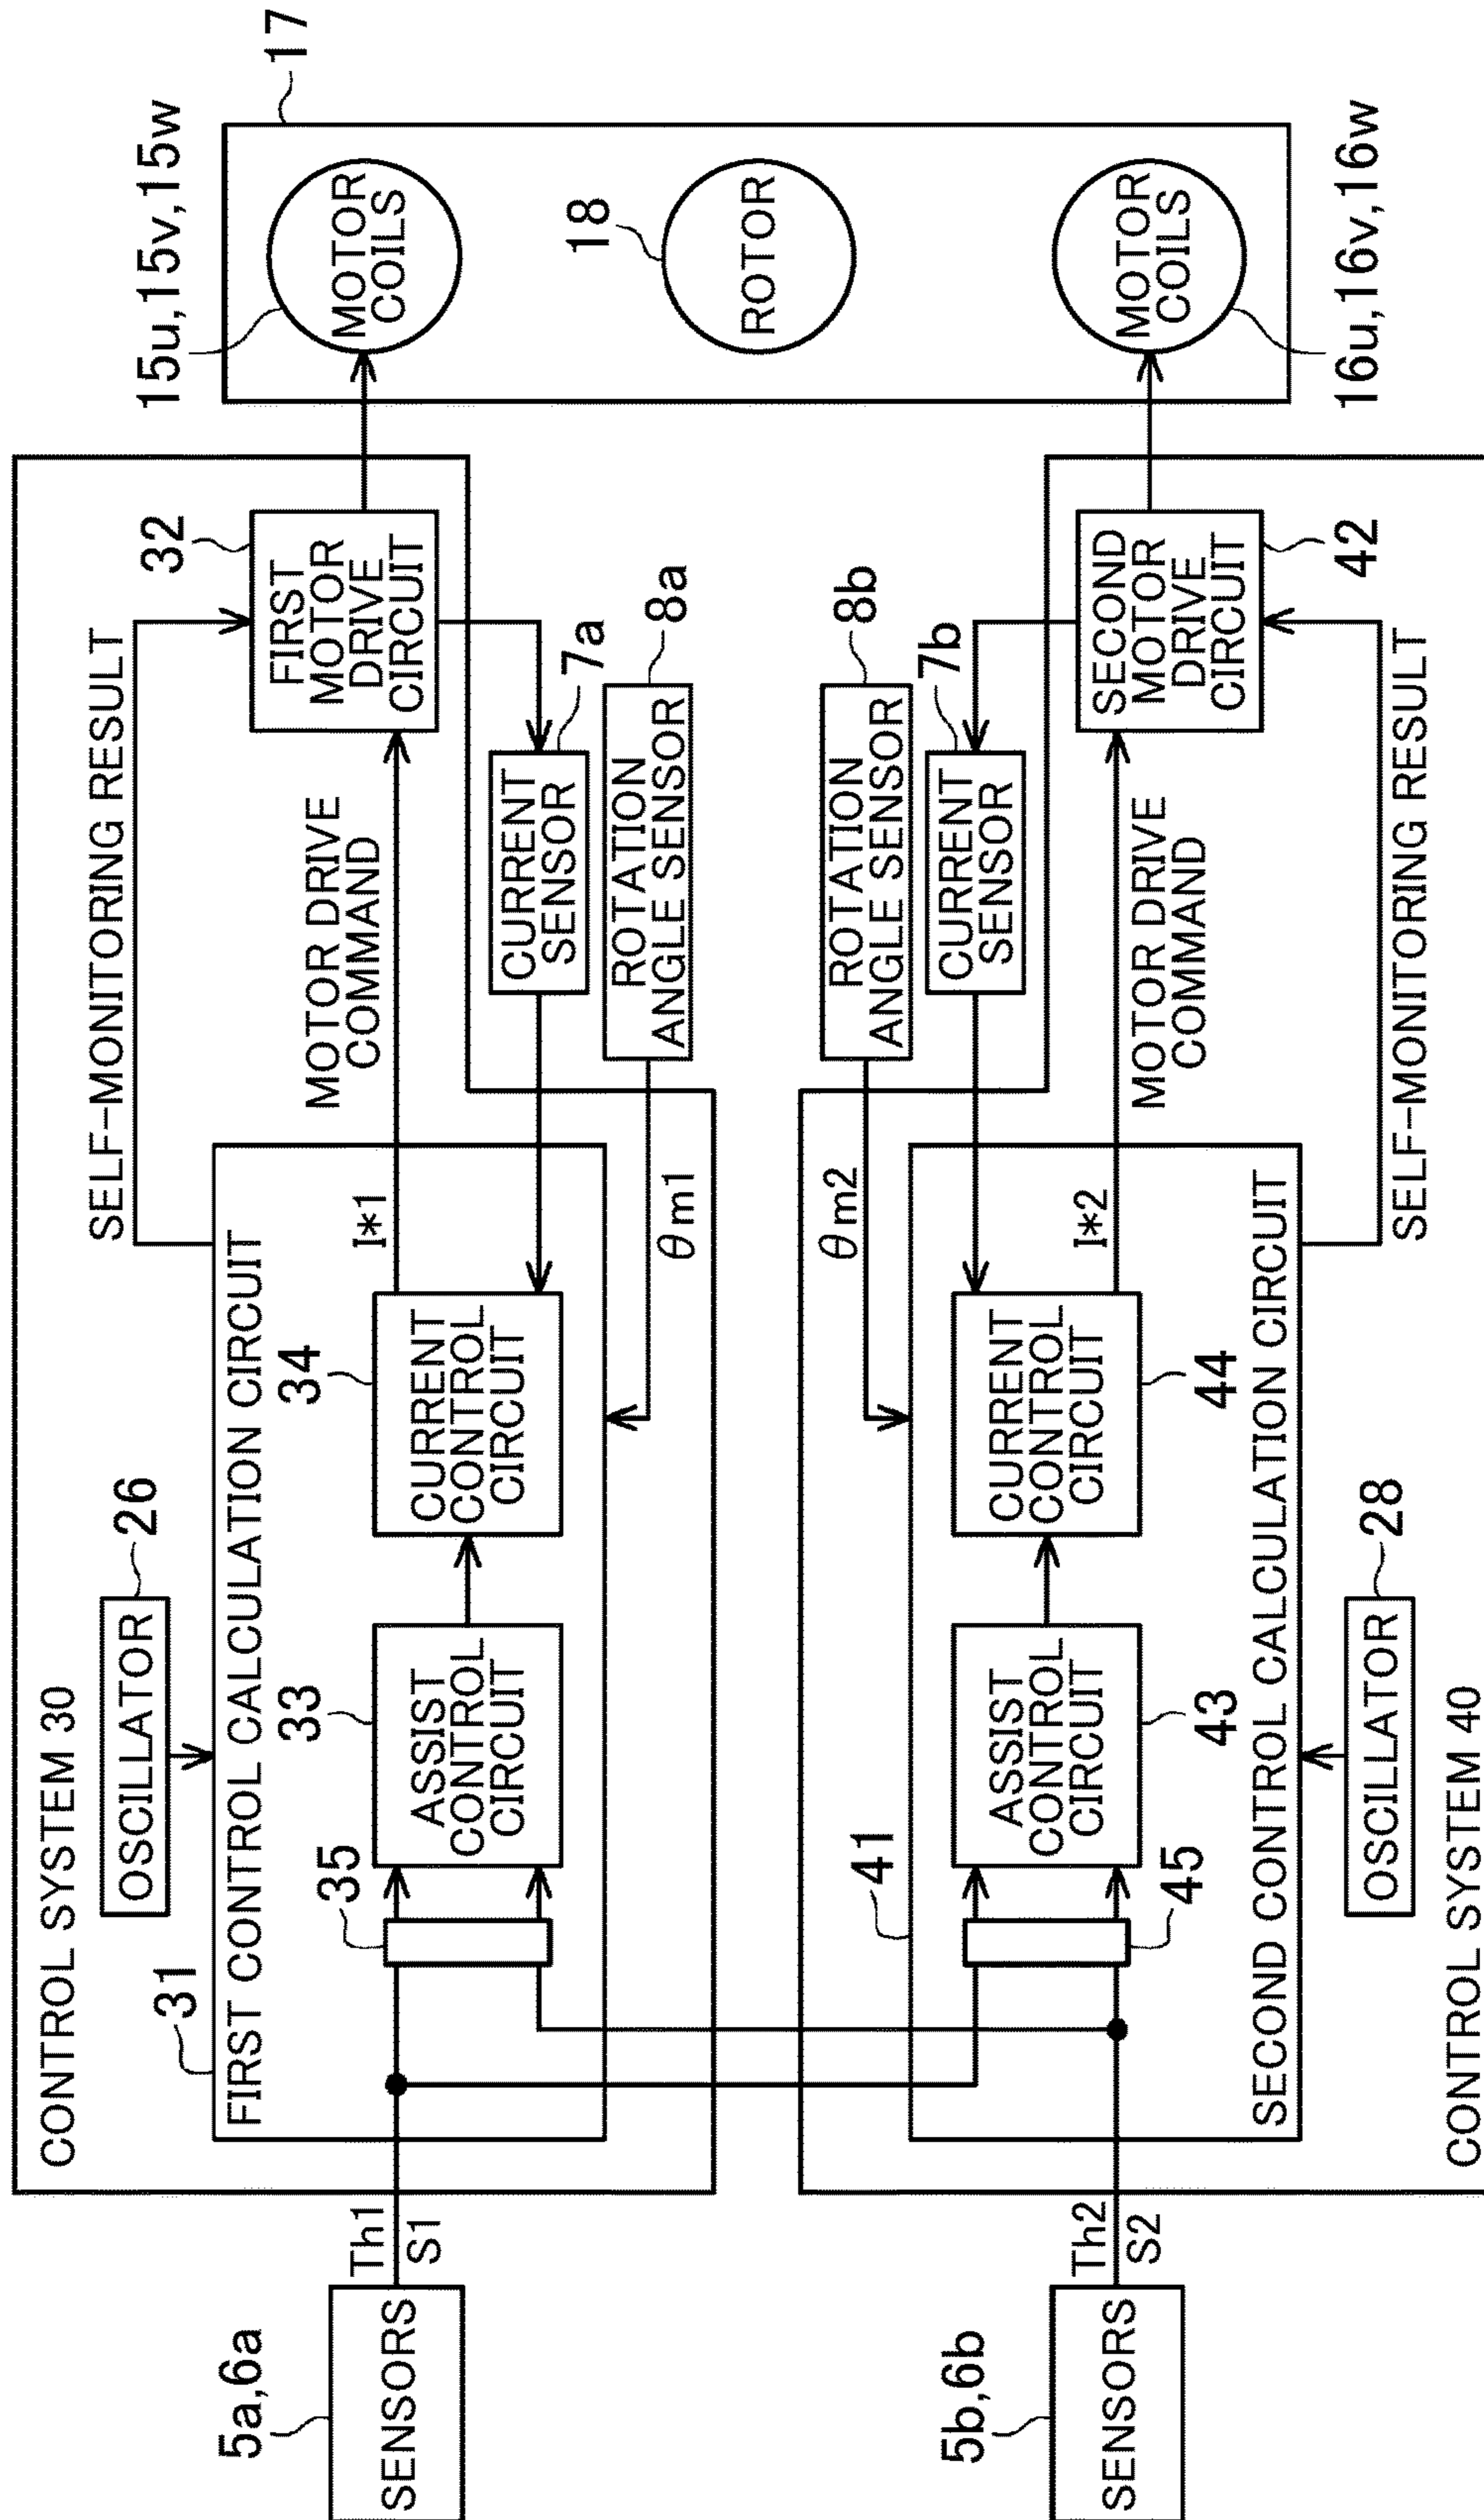 CONTROL SYSTEM 30
OSCILLATOR
26
31
FIRST CONTROL CALCULATION CIRCUIT
SELF-MONITORING RESULT
5a,6a
SENSORS
Th1
S1
35
33
ASSIST
CONTROL
CIRCUIT
34
CURRENT
CONTROL
CIRCUIT
I*1
MOTOR DRIVE
COMMAND
32
FIRST
MOTOR
DRIVE
CIRCUIT
15u,15v,15w
MOTOR
COILS
17
7a
CURRENT
SENSOR
θm1
8a
ROTATION
ANGLE SENSOR
18
ROTOR
θm2
8b
ROTATION
ANGLE SENSOR
7b
CURRENT
SENSOR
5b,6b
SENSORS
Th2
S2
41
45
ASSIST
CONTROL
CIRCUIT
43
CURRENT
CONTROL
CIRCUIT
44
I*2
MOTOR DRIVE
COMMAND
SECOND
MOTOR
DRIVE
CIRCUIT
42
MOTOR
COILS
16u,16v,16w
SECOND CONTROL CALCULATION CIRCUIT
OSCILLATOR
28
SELF-MONITORING RESULT
CONTROL SYSTEM 40